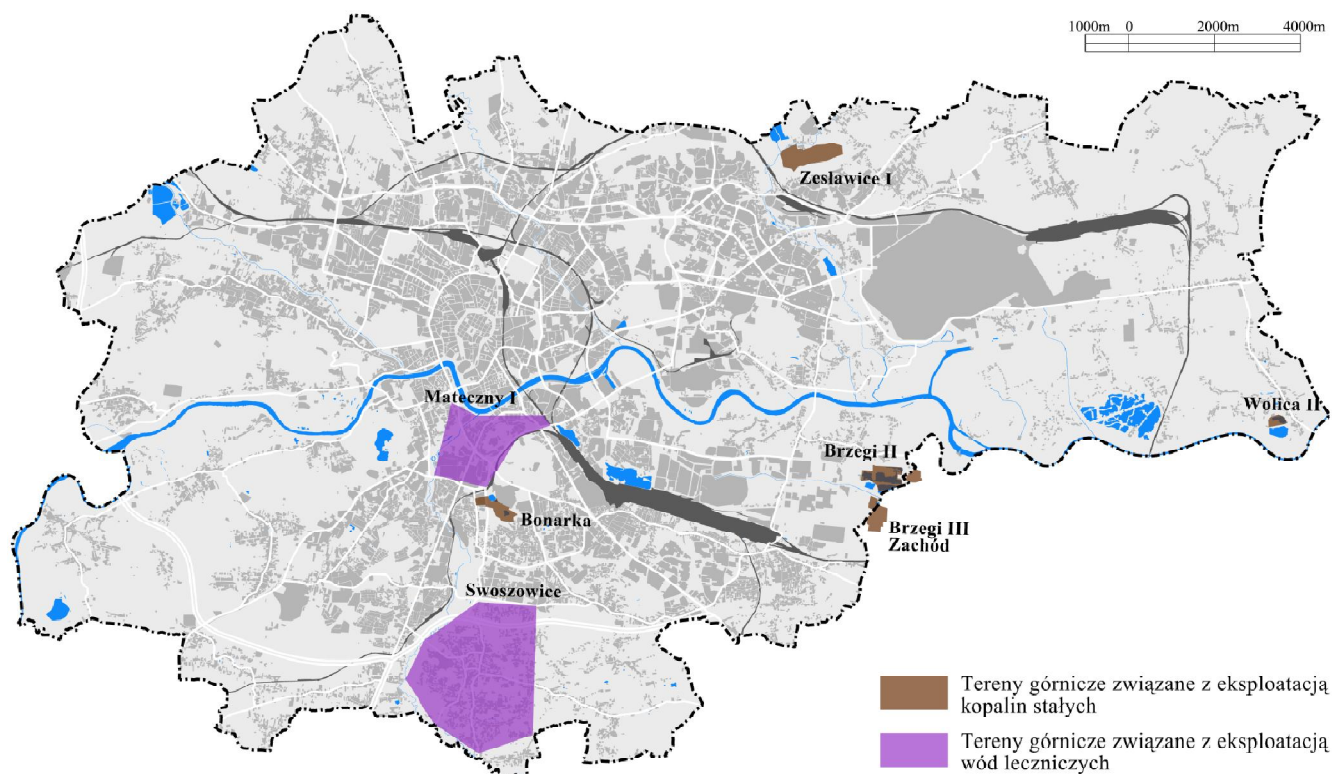 1000m 0 2000m 4000m
Zesławice I
Mateczny I
Wolica II
Brzegi II
Bonarka
Brzegi III
Zachód
Swoszowice
Tereny górnicze związane z eksploatacją
kopalin stałych
Tereny górnicze związane z eksploatacją
wód leczniczych